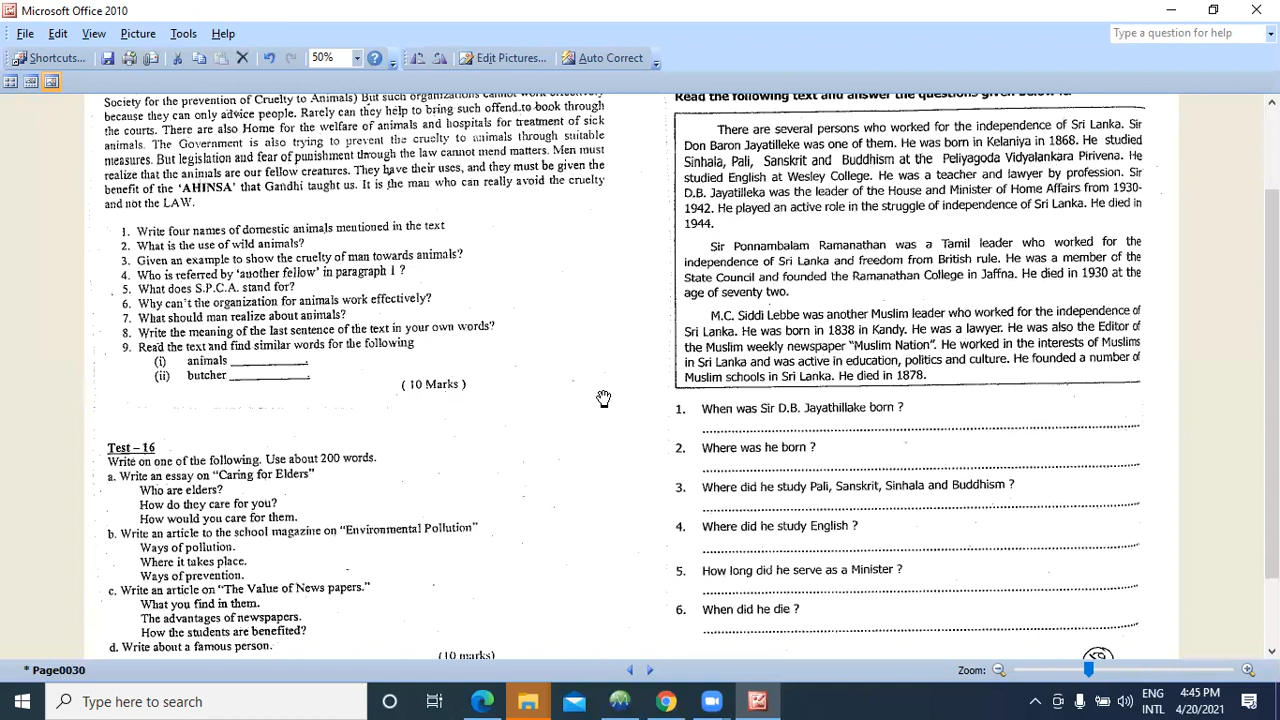 Microsoft Office 2010
File Edit View Picture Tools Help
Type a question for help
Shortcuts...
50%
Edit Pictures...
Auto Correct
Society for the prevention of Cruelty to Animals) But such organizations cannot work effectively
because they can only advice people. Rarely can they help to bring such offend.to book through
the courts. There are also Home for the welfare of animals and hospitals for treatment of sick
animals. The Government is also trying to prevent the cruelty to animals through suitable
measures. But legislation and fear of punishment through the law cannot mend matters. Men must
realize that the animals are our fellow creatures. They have their uses, and they must be given the
benefit of the 'AHINSA' that Gandhi taught us. It is the man who can really avoid the cruelty
and not the LAW.
1. Write four names of domestic animals mentioned in the text
2. What is the use of wild animals?
3. Given an example to show the cruelty of man towards animals?
4. Who is referred by 'another fellow' in paragraph 1 ?
5. What does S.P.C.A. stand for?
6. Why can't the organization for animals work effectively?
7. What should man realize about animals?
8. Write the meaning of the last sentence of the text in your own words?
9. Read the text and find similar words for the following
(i) animals ____________.
(ii) butcher ____________.
( 10 Marks )
Test – 16
Write on one of the following. Use about 200 words.
a. Write an essay on "Caring for Elders"
Who are elders?
How do they care for you?
How would you care for them.
b. Write an article to the school magazine on "Environmental Pollution"
Ways of pollution.
Where it takes place.
Ways of prevention.
c. Write an article on "The Value of News papers."
What you find in them.
The advantages of newspapers.
How the students are benefited?
d. Write about a famous person.
(10 marks)
Read the following text and answer the questions given below
There are several persons who worked for the independence of Sri Lanka. Sir
Don Baron Jayatilleke was one of them. He was born in Kelaniya in 1868. He studied
Sinhala, Pali, Sanskrit and Buddhism at the Peliyagoda Vidyalankara Pirivena. He
studied English at Wesley College. He was a teacher and lawyer by profession. Sir
D.B. Jayatilleka was the leader of the House and Minister of Home Affairs from 1930-
1942. He played an active role in the struggle of independence of Sri Lanka. He died in
1944.
Sir Ponnambalam Ramanathan was a Tamil leader who worked for the
independence of Sri Lanka and freedom from British rule. He was a member of the
State Council and founded the Ramanathan College in Jaffna. He died in 1930 at the
age of seventy two.
M.C. Siddi Lebbe was another Muslim leader who worked for the independence of
Sri Lanka. He was born in 1838 in Kandy. He was a lawyer. He was also the Editor of
the Muslim weekly newspaper "Muslim Nation". He worked in the interests of Muslims
in Sri Lanka and was active in education, politics and culture. He founded a number of
Muslim schools in Sri Lanka. He died in 1878.
1. When was Sir D.B. Jayathillake born ?
2. Where was he born ?
3. Where did he study Pali, Sanskrit, Sinhala and Buddhism ?
4. Where did he study English ?
5. How long did he serve as a Minister ?
6. When did he die ?
* Page0030
Zoom:
Type here to search
ENG
INTL
4:45 PM
4/20/2021